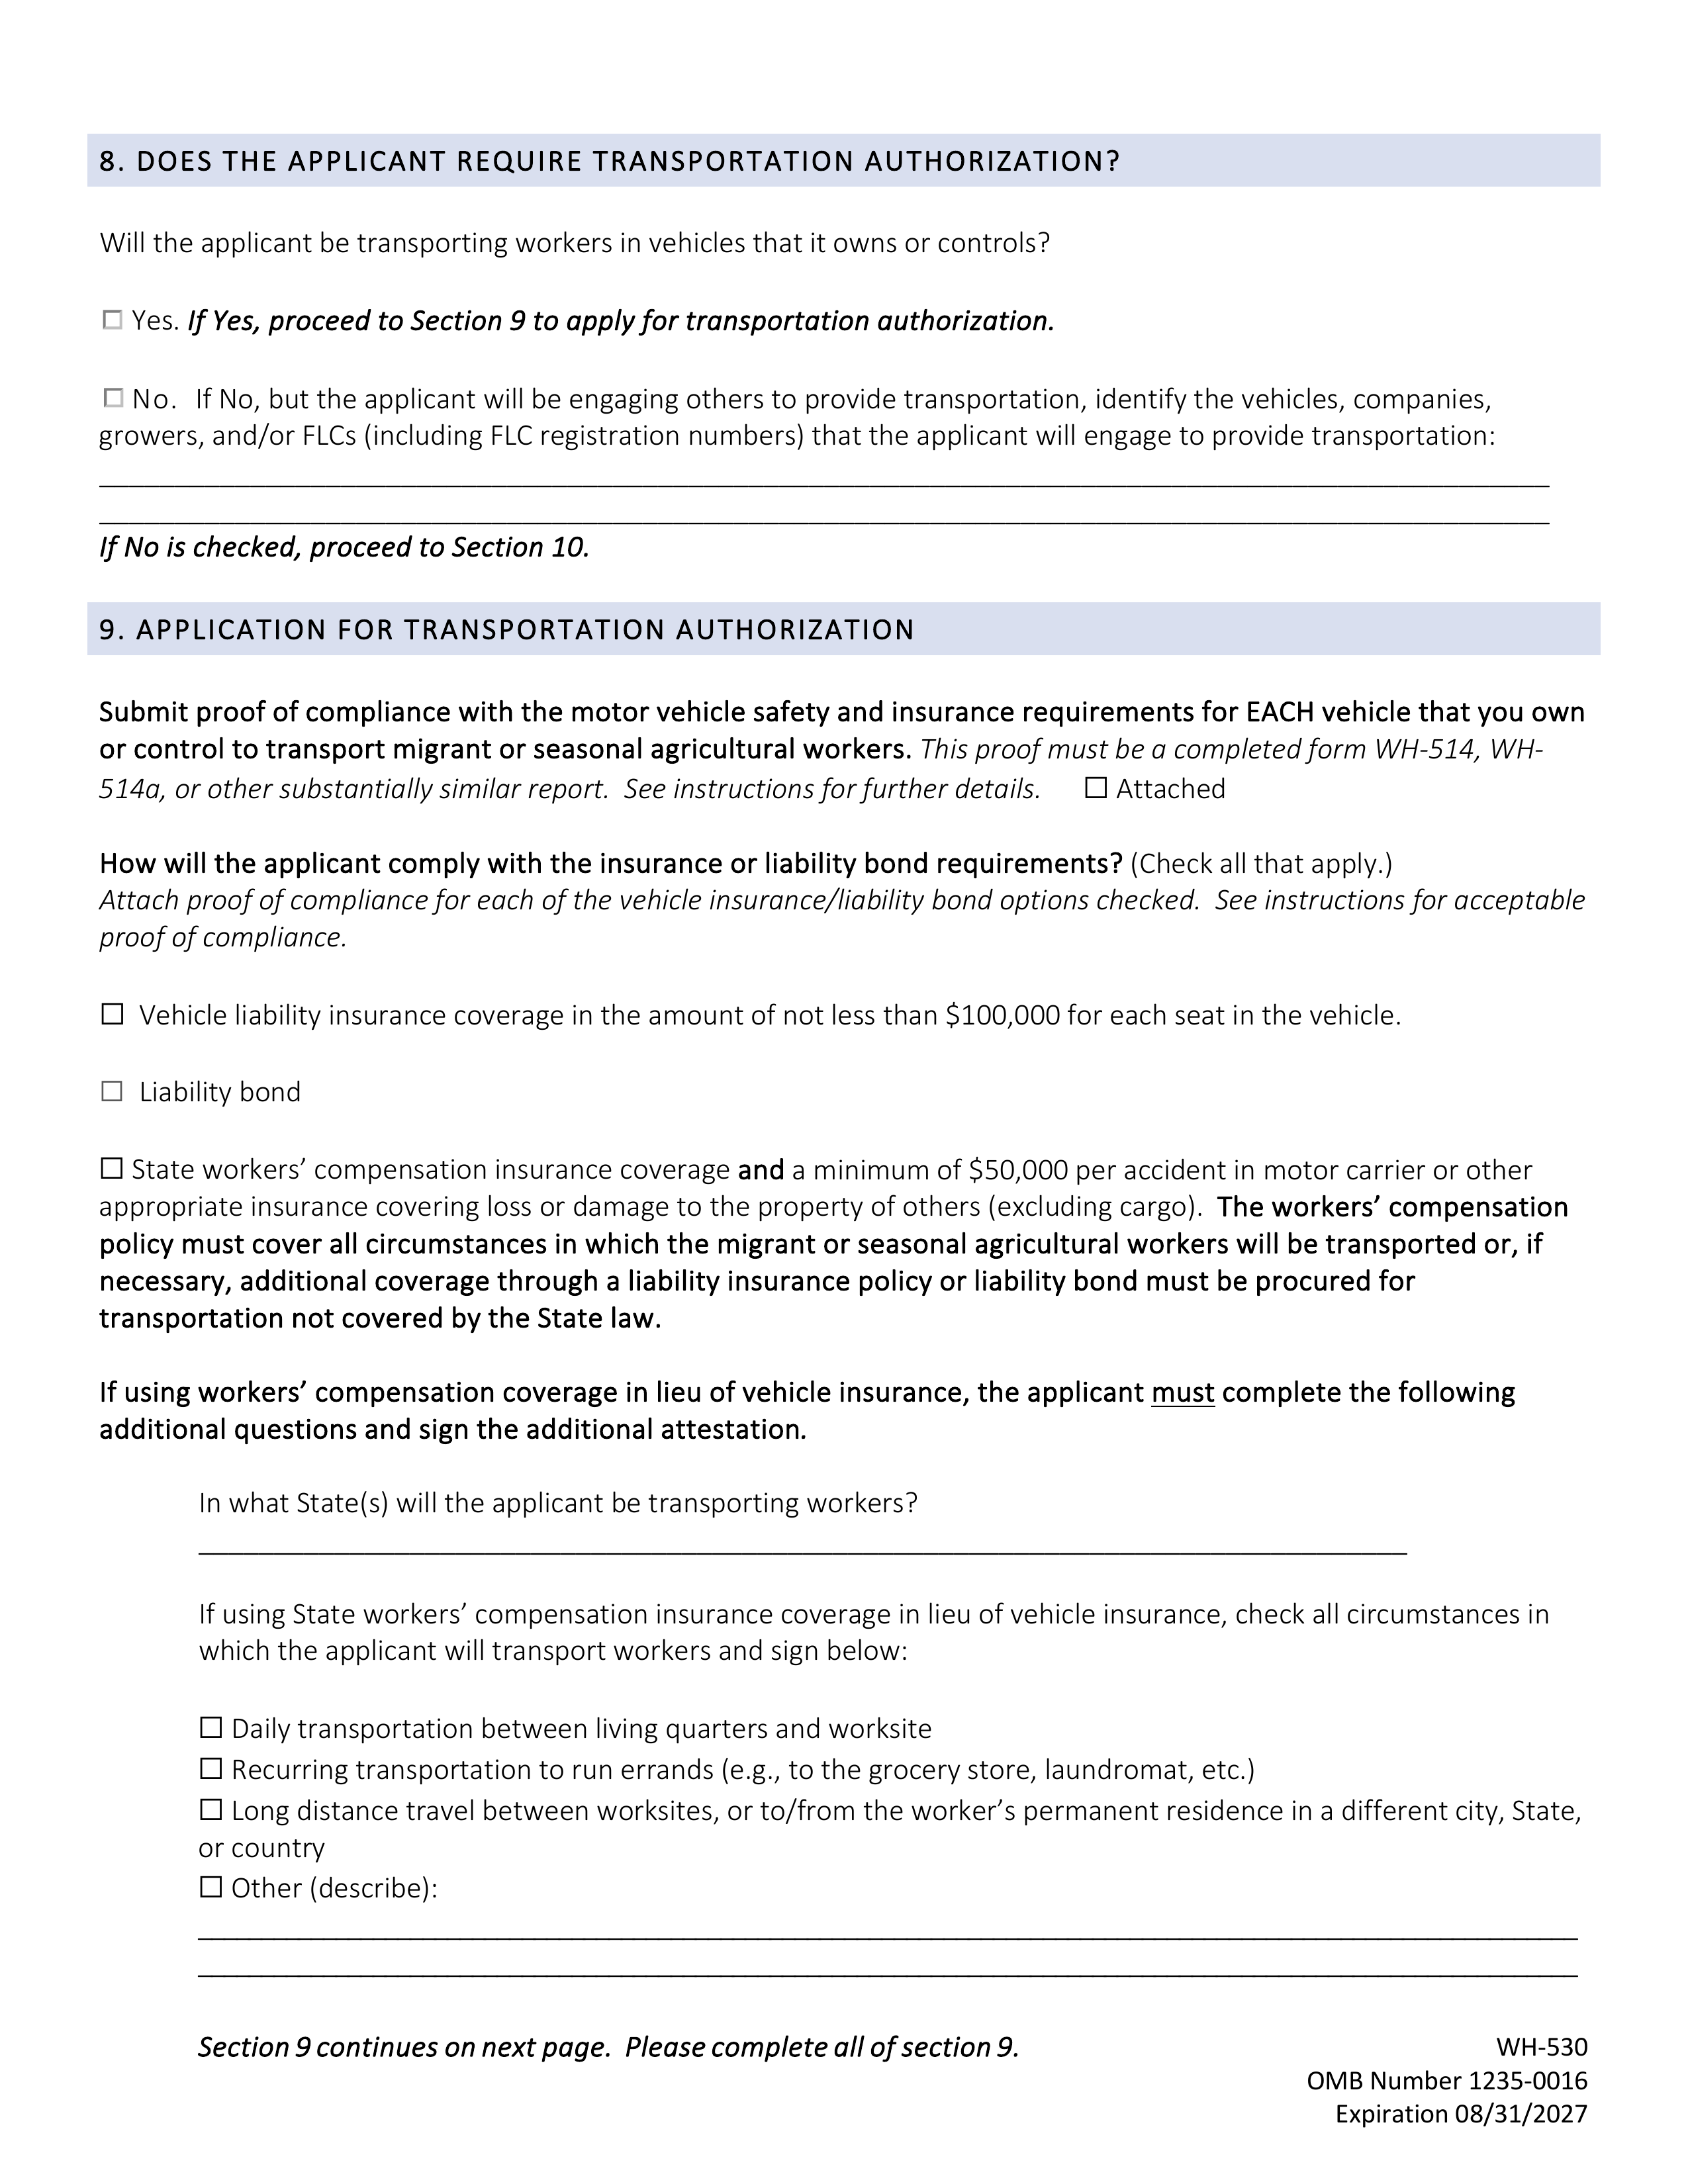 8. DOES THE APPLICANT REQUIRE TRANSPORTATION AUTHORIZATION?
Will the applicant be transporting workers in vehicles that it owns or controls?
☐ Yes. If Yes, proceed to Section 9 to apply for transportation authorization.
☐ No. If No, but the applicant will be engaging others to provide transportation, identify the vehicles, companies,
growers, and/or FLCs (including FLC registration numbers) that the applicant will engage to provide transportation:
If No is checked, proceed to Section 10.
9. APPLICATION FOR TRANSPORTATION AUTHORIZATION
Submit proof of compliance with the motor vehicle safety and insurance requirements for EACH vehicle that you own
or control to transport migrant or seasonal agricultural workers. This proof must be a completed form WH-514, WH-
514a, or other substantially similar report. See instructions for further details. ☐ Attached
How will the applicant comply with the insurance or liability bond requirements? (Check all that apply.)
Attach proof of compliance for each of the vehicle insurance/liability bond options checked. See instructions for acceptable
proof of compliance.
☐ Vehicle liability insurance coverage in the amount of not less than $100,000 for each seat in the vehicle.
☐ Liability bond
☐ State workers’ compensation insurance coverage and a minimum of $50,000 per accident in motor carrier or other
appropriate insurance covering loss or damage to the property of others (excluding cargo). The workers’ compensation
policy must cover all circumstances in which the migrant or seasonal agricultural workers will be transported or, if
necessary, additional coverage through a liability insurance policy or liability bond must be procured for
transportation not covered by the State law.
If using workers’ compensation coverage in lieu of vehicle insurance, the applicant must complete the following
additional questions and sign the additional attestation.
In what State(s) will the applicant be transporting workers?
If using State workers’ compensation insurance coverage in lieu of vehicle insurance, check all circumstances in
which the applicant will transport workers and sign below:
☐ Daily transportation between living quarters and worksite
☐ Recurring transportation to run errands (e.g., to the grocery store, laundromat, etc.)
☐ Long distance travel between worksites, or to/from the worker’s permanent residence in a different city, State,
or country
☐ Other (describe):
Section 9 continues on next page. Please complete all of section 9.
WH-530
OMB Number 1235-0016
Expiration 08/31/2027